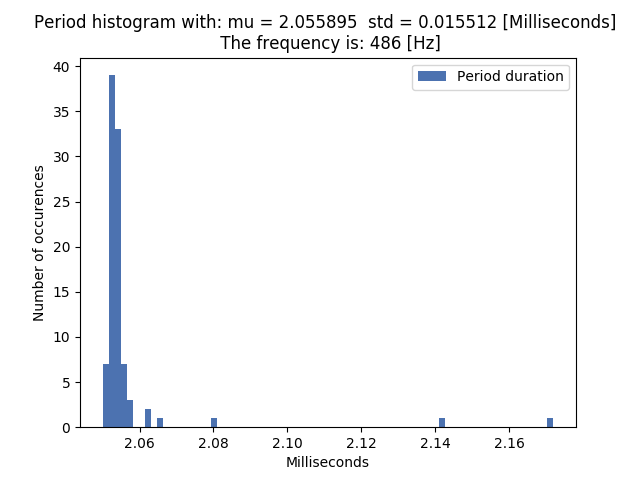 Period histogram with: mu = 2.055895  std = 0.015512 [Milliseconds]
The frequency is: 486 [Hz]
Period duration
40
35
30
25
20
15
10
5
0
Number of occurences
2.06 2.08 2.10 2.12 2.14 2.16
Milliseconds